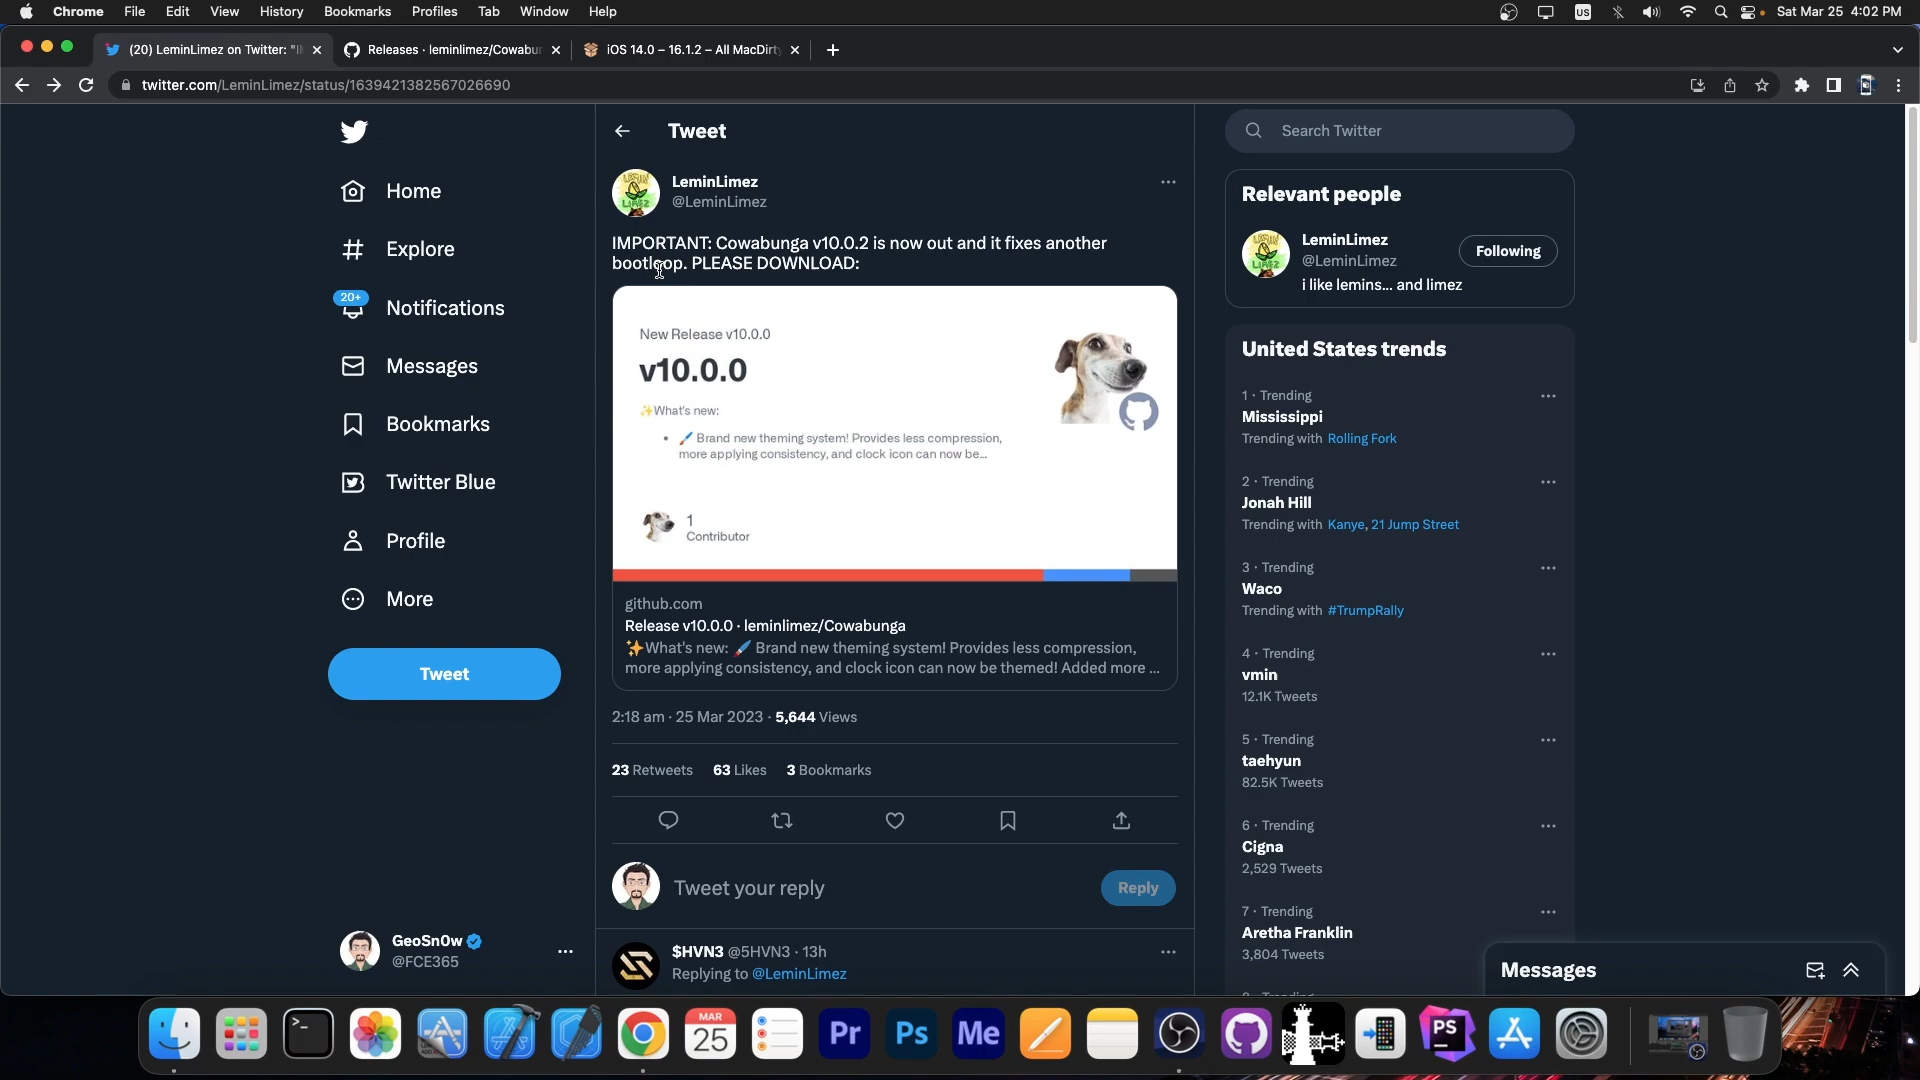 Chrome File Edit View History Bookmarks Profiles Tab Window Help US Sat Mar 25 4:02 PM
(20) LeminLimez on Twitter: "I
Releases · leminlimez/Cowabun
iOS 14.0 – 16.1.2 – All MacDirty
twitter.com/LeminLimez/status/1639421382567026690
Home
Explore
20+
Notifications
Messages
Bookmarks
Twitter Blue
Profile
More
Tweet
GeoSn0w
@FCE365
Tweet
LeminLimez
@LeminLimez
IMPORTANT: Cowabunga v10.0.2 is now out and it fixes another
bootloop. PLEASE DOWNLOAD:
New Release v10.0.0
v10.0.0
✨What's new:
• 🖌️ Brand new theming system! Provides less compression,
more applying consistency, and clock icon can now be...
1
Contributor
github.com
Release v10.0.0 · leminlimez/Cowabunga
✨What's new: 🖌️ Brand new theming system! Provides less compression,
more applying consistency, and clock icon can now be themed! Added more ...
2:18 am · 25 Mar 2023 · 5,644 Views
23 Retweets 63 Likes 3 Bookmarks
Tweet your reply
Reply
$HVN3 @5HVN3 · 13h
Replying to @LeminLimez
Search Twitter
Relevant people
LeminLimez
@LeminLimez
Following
i like lemins... and limez
United States trends
1 · Trending
Mississippi
Trending with Rolling Fork
2 · Trending
Jonah Hill
Trending with Kanye, 21 Jump Street
3 · Trending
Waco
Trending with #TrumpRally
4 · Trending
vmin
12.1K Tweets
5 · Trending
taehyun
82.5K Tweets
6 · Trending
Cigna
2,529 Tweets
7 · Trending
Aretha Franklin
3,804 Tweets
Messages
MAR
25
Pr
Ps
Me
PS